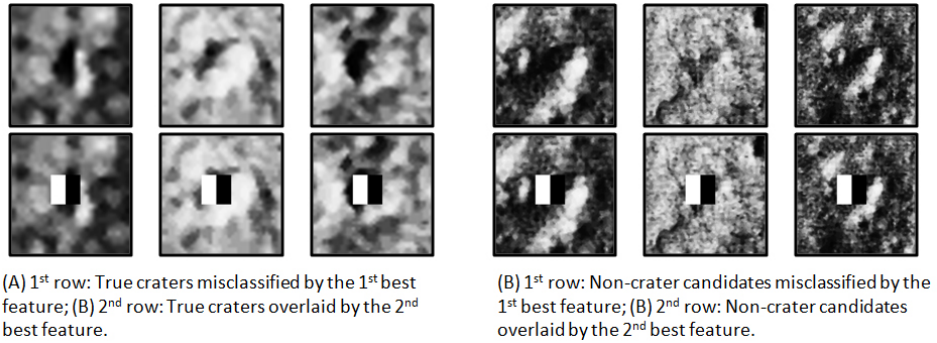 (A) 1st row: True craters misclassified by the 1st best
feature; (B) 2nd row: True craters overlaid by the 2nd
best feature.
(B) 1st row: Non-crater candidates misclassified by the
1st best feature; (B) 2nd row: Non-crater candidates
overlaid by the 2nd best feature.